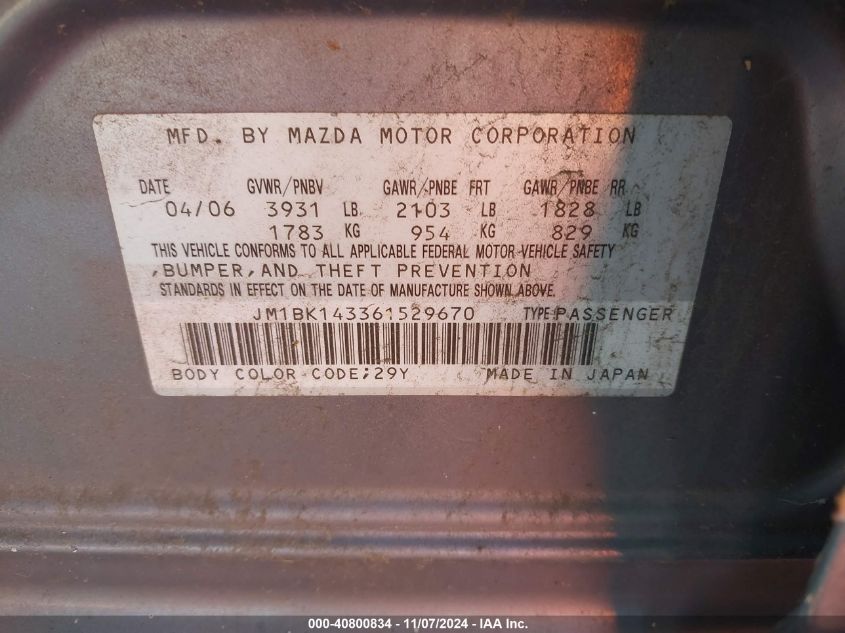 MFD. BY MAZDA MOTOR CORPORATION
DATE GVWR/PNBV GAWR/PNBE FRT GAWR/PNBE RR
04/06 3931 LB 2103 LB 1828 LB
1783 KG 954 KG 829 KG
THIS VEHICLE CONFORMS TO ALL APPLICABLE FEDERAL MOTOR VEHICLE SAFETY
,BUMPER,AND THEFT PREVENTION
STANDARDS IN EFFECT ON THE DATE OF MANUFACTURE SHOWN ABOVE.
JM1BK143361529670 TYPE:PASSENGER
BODY COLOR CODE;29Y MADE IN JAPAN
000-40800834 - 11/07/2024 - IAA Inc.